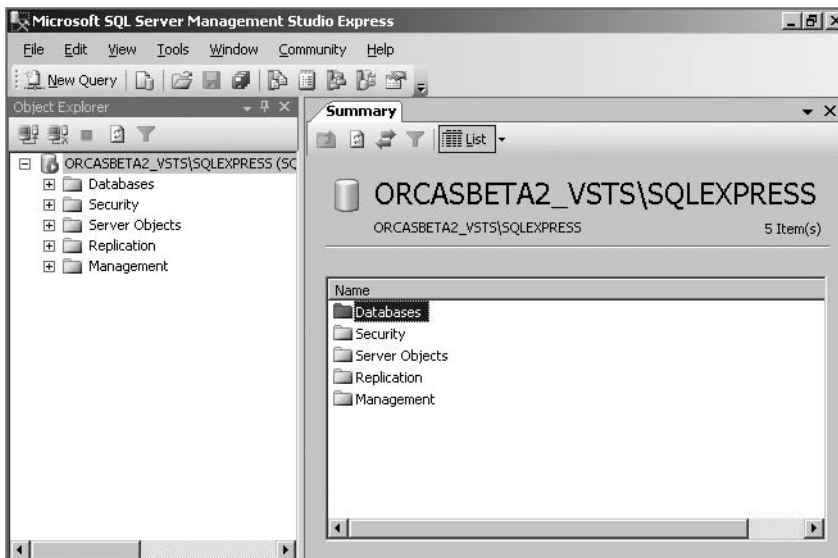 Microsoft SQL Server Management Studio Express
File Edit View Tools Window Community Help
New Query
Object Explorer
ORCASBETA2_VSTS\SQLEXPRESS (SC
Databases
Security
Server Objects
Replication
Management
Summary
List
ORCASBETA2_VSTS\SQLEXPRESS
ORCASBETA2_VSTS\SQLEXPRESS 5 Item(s)
Name
Databases
Security
Server Objects
Replication
Management